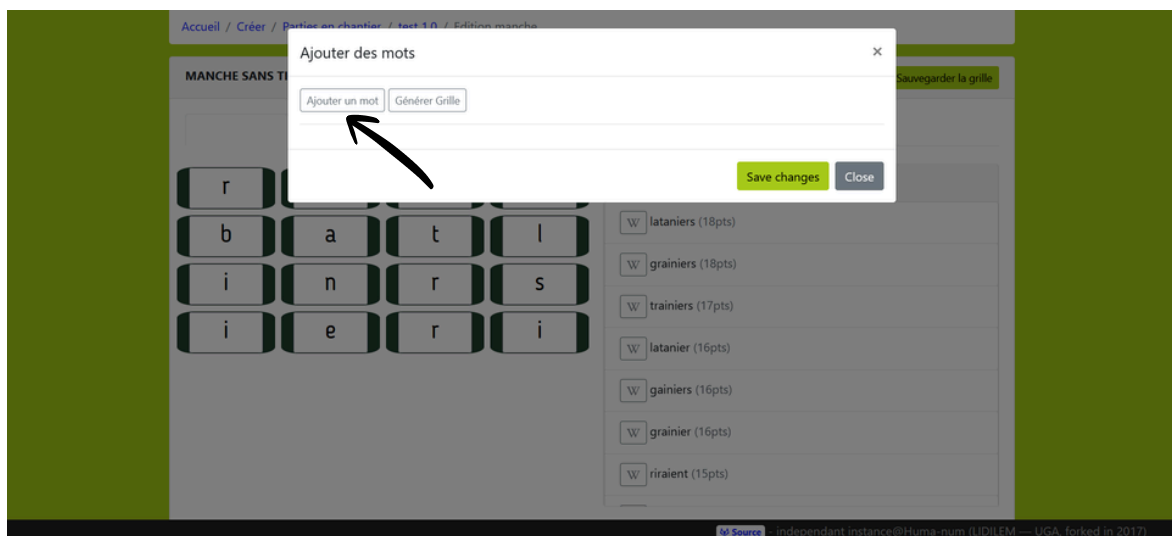 Accueil / Créer / Parties en chantier / test 1.0 / Edition manche
Ajouter des mots ×
MANCHE SANS TI
Sauvegarder la grille
Ajouter un mot Générer Grille
Save changes Close
r
b a t l
i n r s
i e r i
W lataniers (18pts)
W grainiers (18pts)
W trainiers (17pts)
W latanier (16pts)
W gainiers (16pts)
W grainier (16pts)
W riraient (15pts)
Source - independant instance@Huma-num (LIDILEM — UGA, forked in 2017)